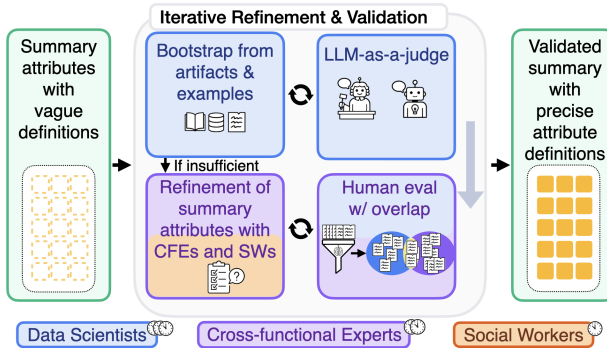 Iterative Refinement & Validation
Summary
attributes
with
vague
definitions
Bootstrap from
artifacts &
examples
LLM-as-a-judge
If insufficient
Refinement of
summary
attributes with
CFEs and SWs
?
Human eval
w/ overlap
Validated
summary
with
precise
attribute
definitions
Data Scientists
Cross-functional Experts
Social Workers